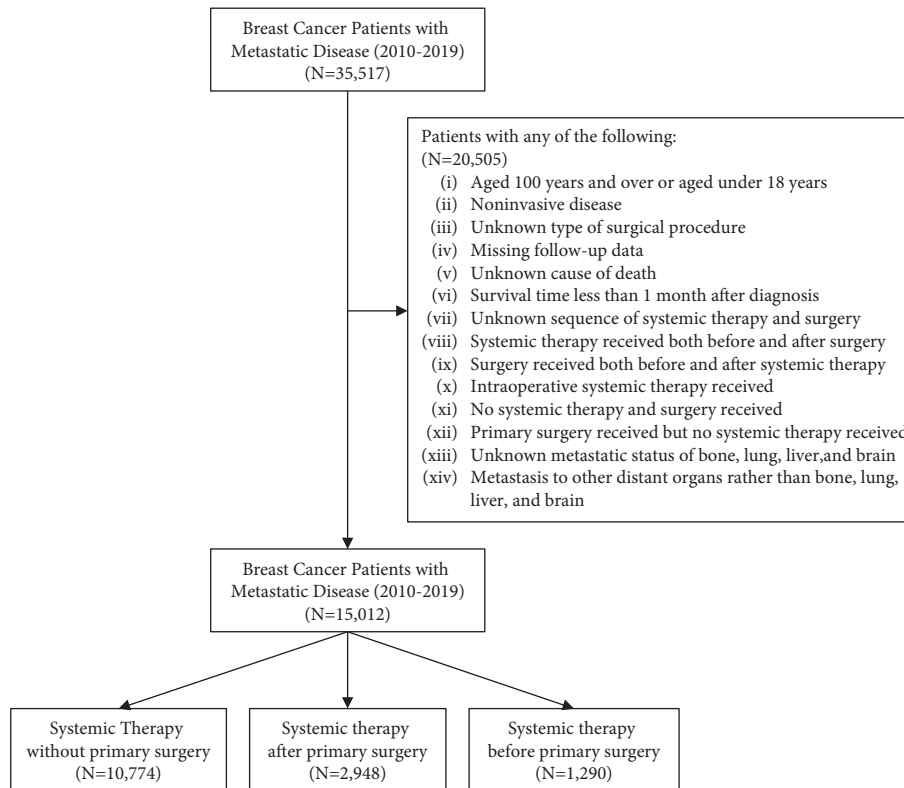 Breast Cancer Patients with
Metastatic Disease (2010-2019)
(N=35,517)
Patients with any of the following:
(N=20,505)
(i) Aged 100 years and over or aged under 18 years
(ii) Noninvasive disease
(iii) Unknown type of surgical procedure
(iv) Missing follow-up data
(v) Unknown cause of death
(vi) Survival time less than 1 month after diagnosis
(vii) Unknown sequence of systemic therapy and surgery
(viii) Systemic therapy received both before and after surgery
(ix) Surgery received both before and after systemic therapy
(x) Intraoperative systemic therapy received
(xi) No systemic therapy and surgery received
(xii) Primary surgery received but no systemic therapy received
(xiii) Unknown metastatic status of bone, lung, liver,and brain
(xiv) Metastasis to other distant organs rather than bone, lung,
liver, and brain
Breast Cancer Patients with
Metastatic Disease (2010-2019)
(N=15,012)
Systemic Therapy
without primary surgery
(N=10,774)
Systemic therapy
after primary surgery
(N=2,948)
Systemic therapy
before primary surgery
(N=1,290)